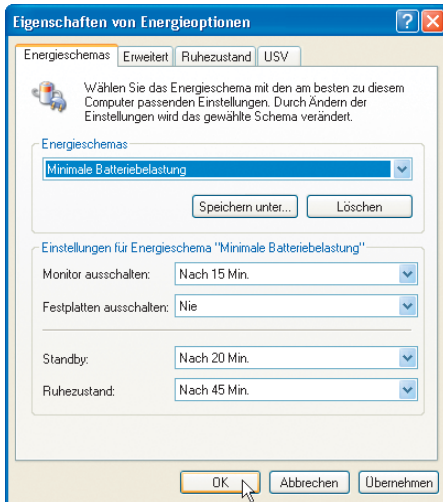 Eigenschaften von Energieoptionen
Energieschemas Erweitert Ruhezustand USV
Wählen Sie das Energieschema mit den am besten zu diesem
Computer passenden Einstellungen. Durch Ändern der
Einstellungen wird das gewählte Schema verändert.
Energieschemas
Minimale Batteriebelastung
Speichern unter... Löschen
Einstellungen für Energieschema "Minimale Batteriebelastung"
Monitor ausschalten: Nach 15 Min.
Festplatten ausschalten: Nie
Standby: Nach 20 Min.
Ruhezustand: Nach 45 Min.
OK Abbrechen Übernehmen